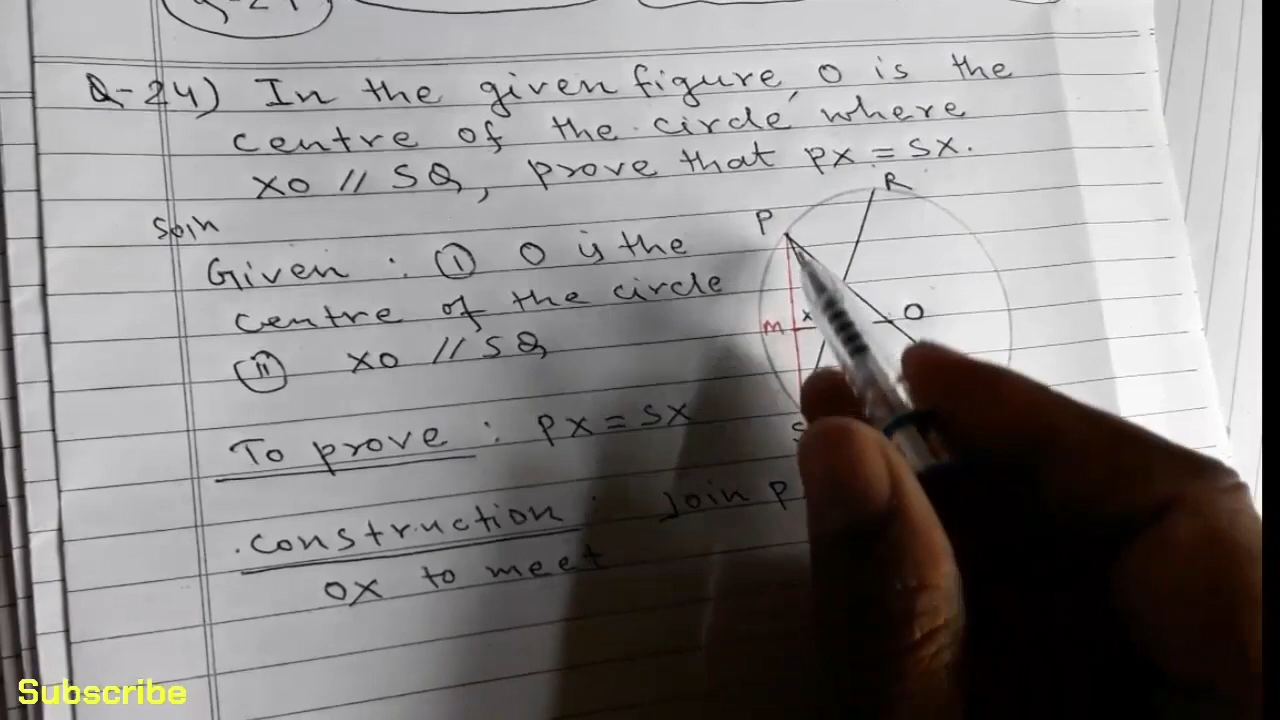 Q-24) In the given figure, O is the
centre of the circle where
XO // SQ, prove that PX = SX.
Soln
Given : ① O is the
centre of the circle
ⅱ XO // SQ
To prove : PX = SX
Construction : Join P
OX to meet
P
R
M
X
O
S
Subscribe